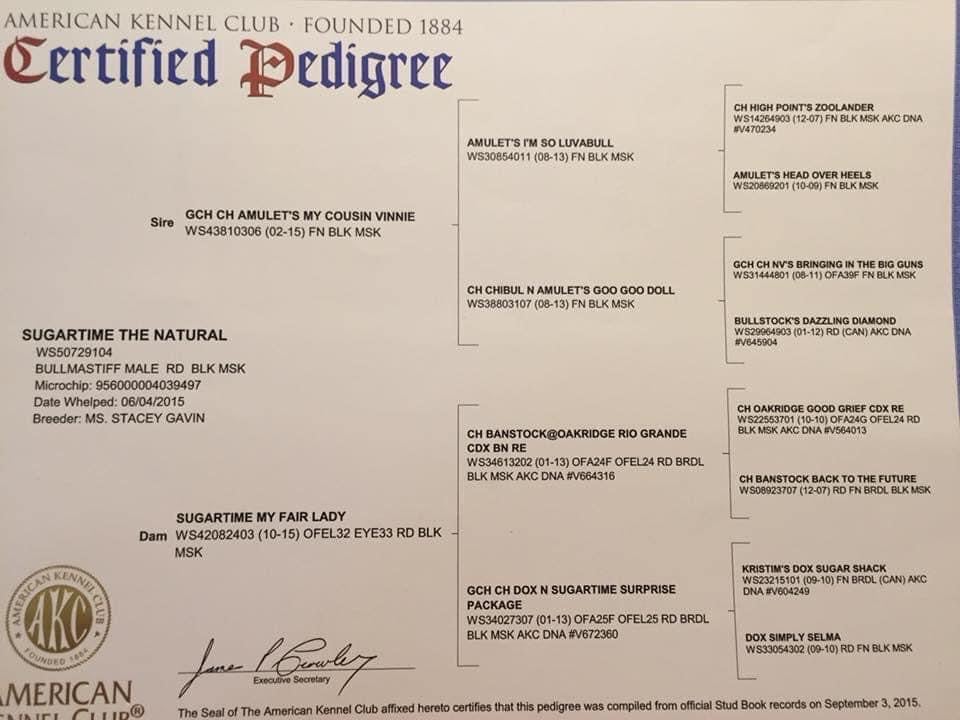 AMERICAN KENNEL CLUB · FOUNDED 1884
Certified Pedigree
CH HIGH POINT'S ZOOLANDER
WS14264903 (12-07) FN BLK MSK AKC DNA
#V470234
AMULET'S I'M SO LUVABULL
WS30854011 (08-13) FN BLK MSK
AMULET'S HEAD OVER HEELS
WS20869201 (10-09) FN BLK MSK
Sire GCH CH AMULET'S MY COUSIN VINNIE
WS43810306 (02-15) FN BLK MSK
GCH CH NV'S BRINGING IN THE BIG GUNS
WS31444801 (08-11) OFA39F FN BLK MSK
CH CHIBUL N AMULET'S GOO GOO DOLL
WS38803107 (08-13) FN BLK MSK
BULLSTOCK'S DAZZLING DIAMOND
WS29964903 (01-12) RD (CAN) AKC DNA
#V645904
SUGARTIME THE NATURAL
WS50729104
BULLMASTIFF MALE RD BLK MSK
Microchip: 956000004039497
Date Whelped: 06/04/2015
Breeder: MS. STACEY GAVIN
CH OAKRIDGE GOOD GRIEF CDX RE
WS22553701 (10-10) OFA24G OFEL24 RD
BLK MSK AKC DNA #V564013
CH BANSTOCK@OAKRIDGE RIO GRANDE
CDX BN RE
WS34613202 (01-13) OFA24F OFEL24 RD BRDL
BLK MSK AKC DNA #V664316
CH BANSTOCK BACK TO THE FUTURE
WS08923707 (12-07) RD FN BRDL BLK MSK
SUGARTIME MY FAIR LADY
Dam WS42082403 (10-15) OFEL32 EYE33 RD BLK
MSK
KRISTIM'S DOX SUGAR SHACK
WS23215101 (09-10) FN BRDL (CAN) AKC
DNA #V604249
GCH CH DOX N SUGARTIME SURPRISE
PACKAGE
WS34027307 (01-13) OFA25F OFEL25 RD BRDL
BLK MSK AKC DNA #V672360
DOX SIMPLY SELMA
WS33054302 (09-10) RD FN BRDL BLK MSK
AMERICAN KENNEL CLUB
AKC
FOUNDED 1884
James P Crowley
Executive Secretary
AMERICAN
KENNEL CLUB®
The Seal of The American Kennel Club affixed hereto certifies that this pedigree was compiled from official Stud Book records on September 3, 2015.